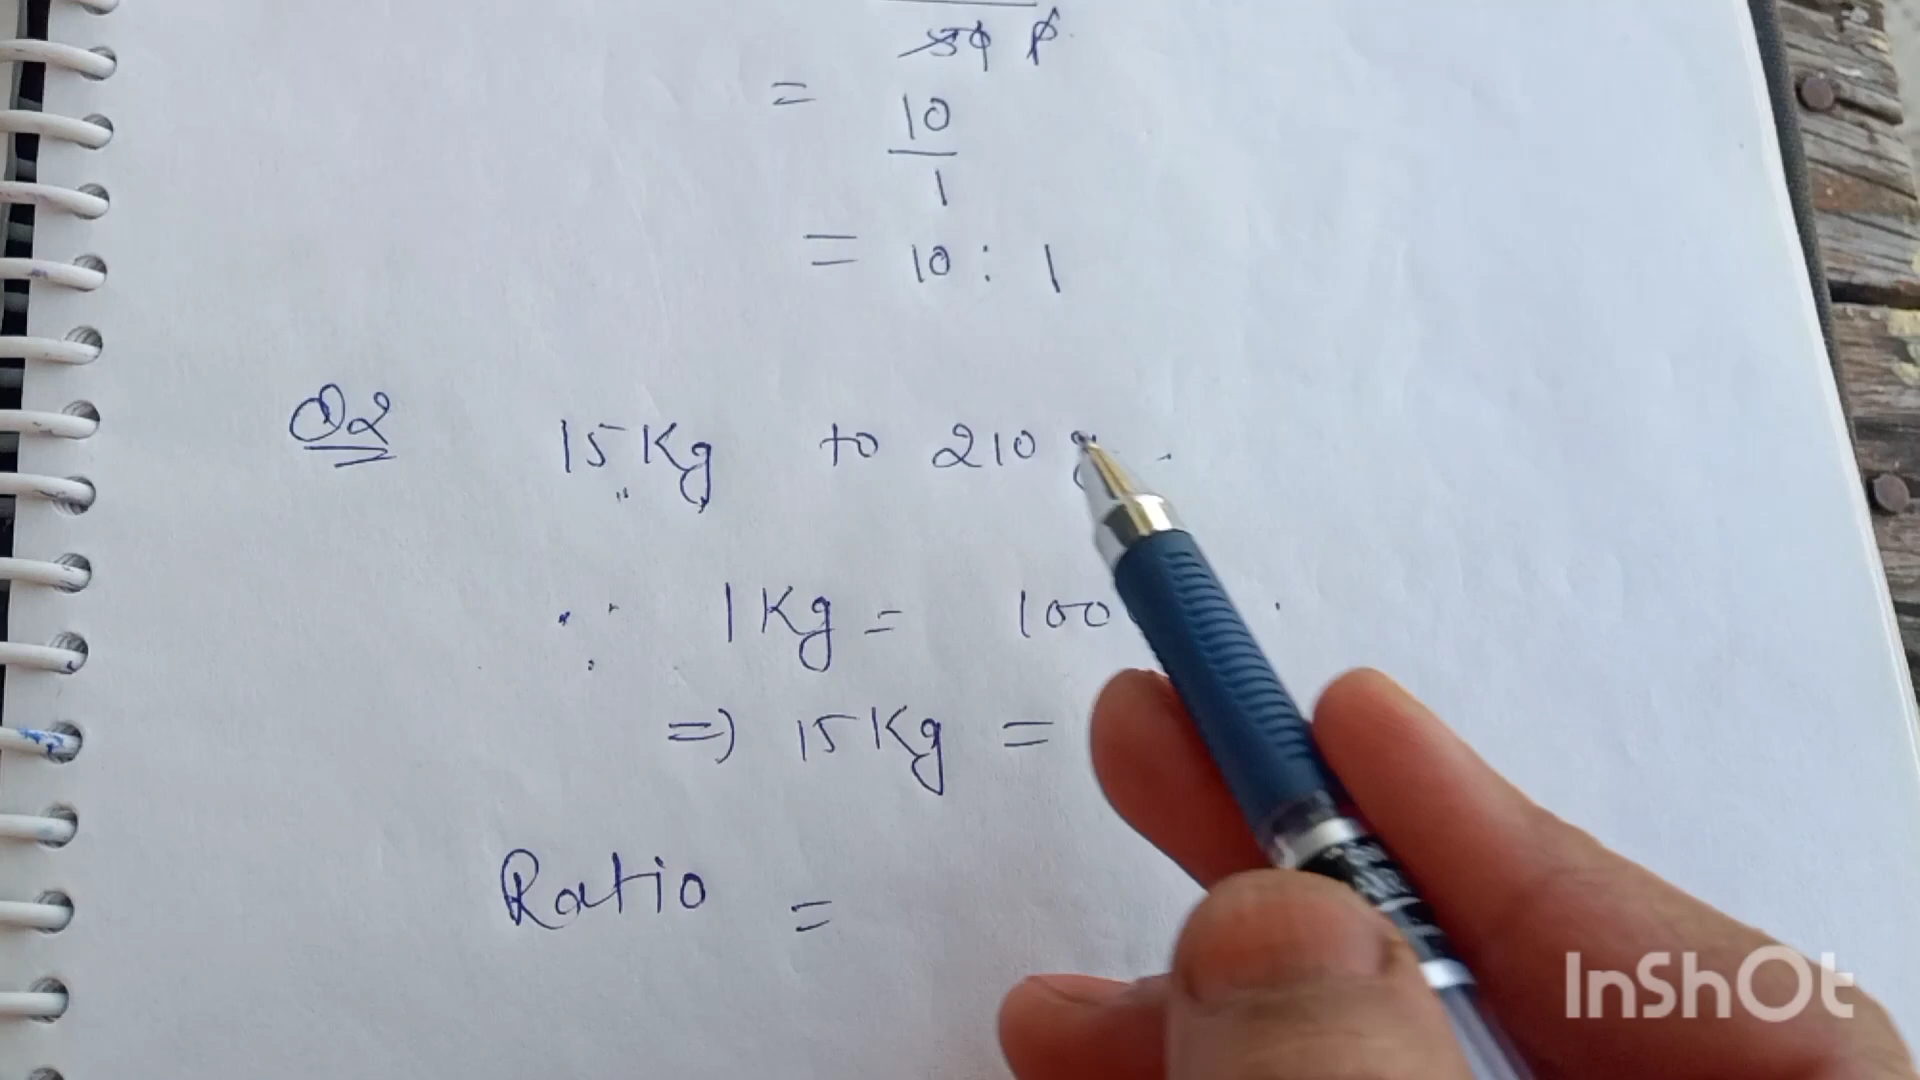 =
10
1
= 10 : 1
Q2 15 Kg to 210 g
∵ 1 Kg = 100
=> 15 Kg =
Ratio =
InShOt